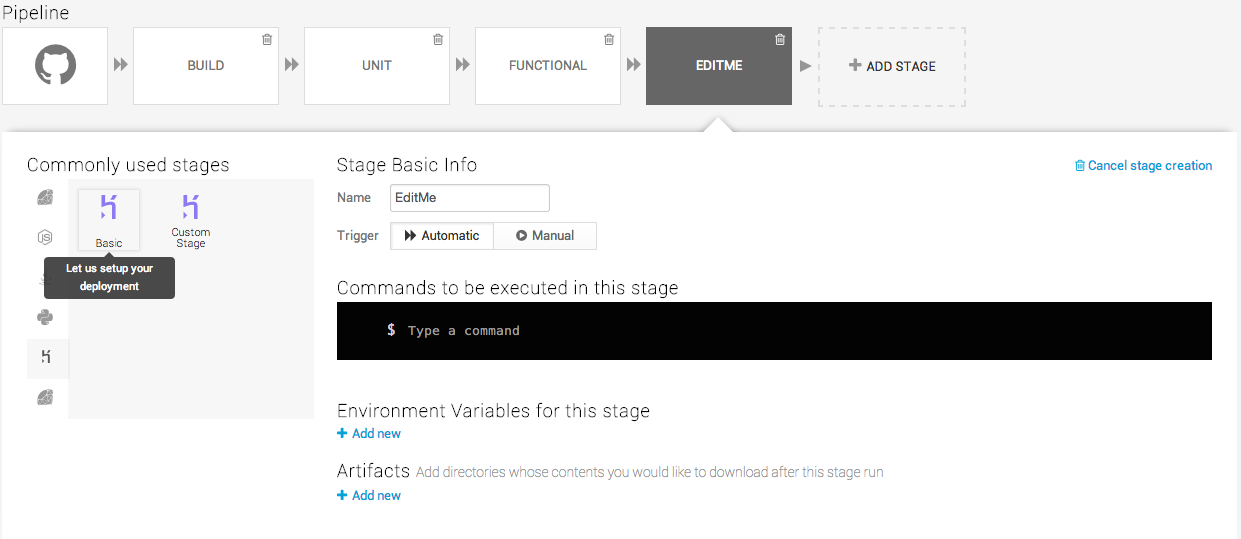 Pipeline
BUILD
UNIT
FUNCTIONAL
EDITME
ADD STAGE
Commonly used stages
Basic
Custom
Stage
Let us setup your
deployment
Stage Basic Info
Cancel stage creation
Name
EditMe
Trigger
Automatic
Manual
Commands to be executed in this stage
$ Type a command
Environment Variables for this stage
Add new
Artifacts Add directories whose contents you would like to download after this stage run
Add new